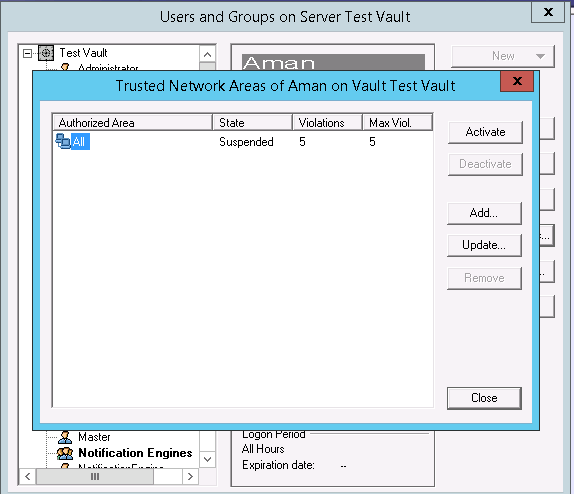 Users and Groups on Server Test Vault
x
Test Vault
Administrator
Aman
New
Trusted Network Areas of Aman on Vault Test Vault
x
Authorized Area State Violations Max Viol.
All Suspended 5 5
Activate
Deactivate
Add...
Update...
Remove
Close
Master
Notification Engines
NotificationEngine
Logon Period
All Hours
Expiration date: --